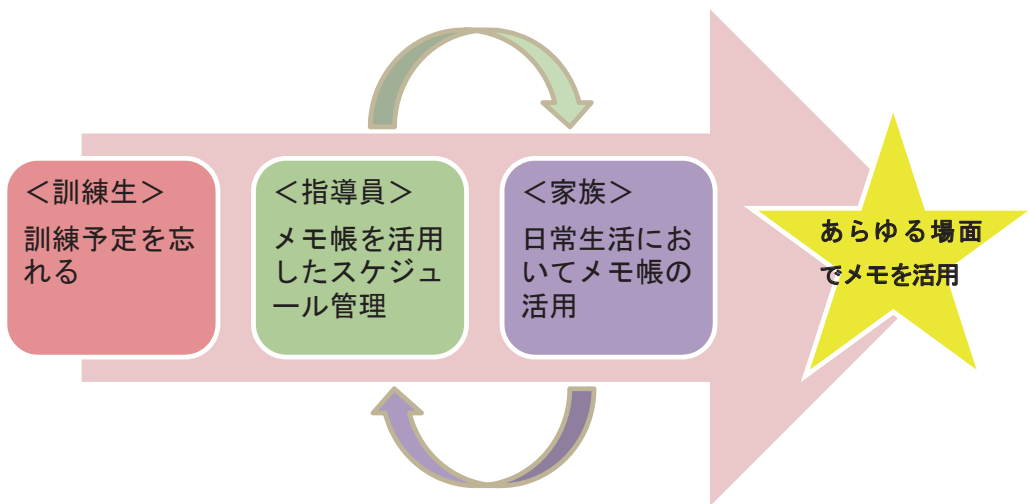 ＜訓練生＞
訓練予定を忘
れる
＜指導員＞
メモ帳を活用
したスケジュ
ール管理
＜家族＞
日常生活にお
いてメモ帳の
活用
あらゆる場面
でメモを活用